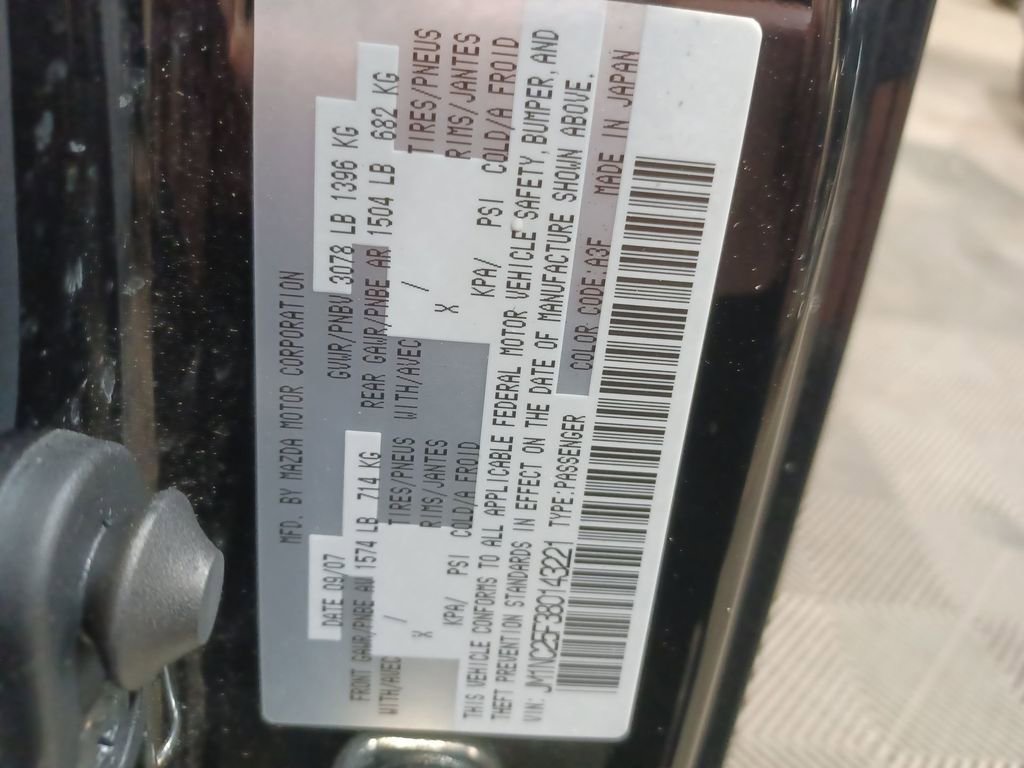 MFD. BY MAZDA MOTOR CORPORATION
DATE 09/07 GVWR/PNBV 3078 LB 1396 KG
FRONT GAWR/PNBE AU 1574 LB 714 KG REAR GAWR/PNBE AR 1504 LB 682 KG
WITH/AVEC / TIRES/PNEUS WITH/AVEC / TIRES/PNEUS
X RIMS/JANTES X RIMS/JANTES
KPA/ PSI COLD/A FROID KPA/ PSI COLD/A FROID
THIS VEHICLE CONFORMS TO ALL APPLICABLE FEDERAL MOTOR VEHICLE SAFETY, BUMPER, AND
THEFT PREVENTION STANDARDS IN EFFECT ON THE DATE OF MANUFACTURE SHOWN ABOVE.
VIN: JM1NC25F380143221 TYPE:PASSENGER COLOR CODE:A3F MADE IN JAPAN